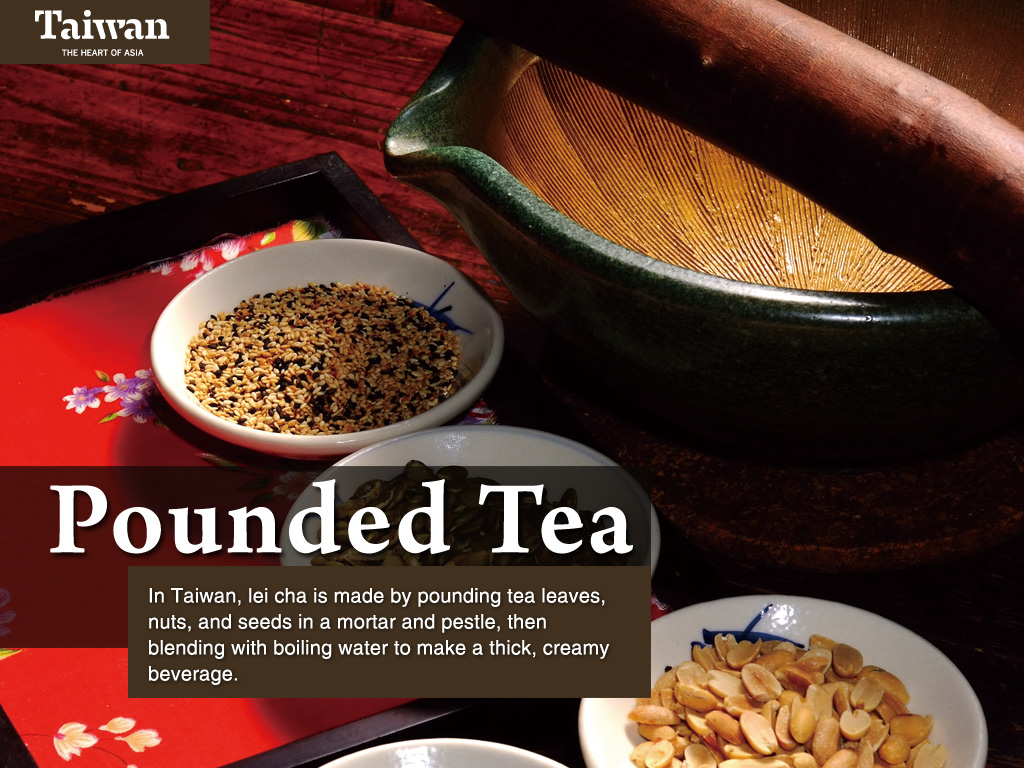 Taiwan
THE HEART OF ASIA
Pounded Tea
In Taiwan, lei cha is made by pounding tea leaves,
nuts, and seeds in a mortar and pestle, then
blending with boiling water to make a thick, creamy
beverage.